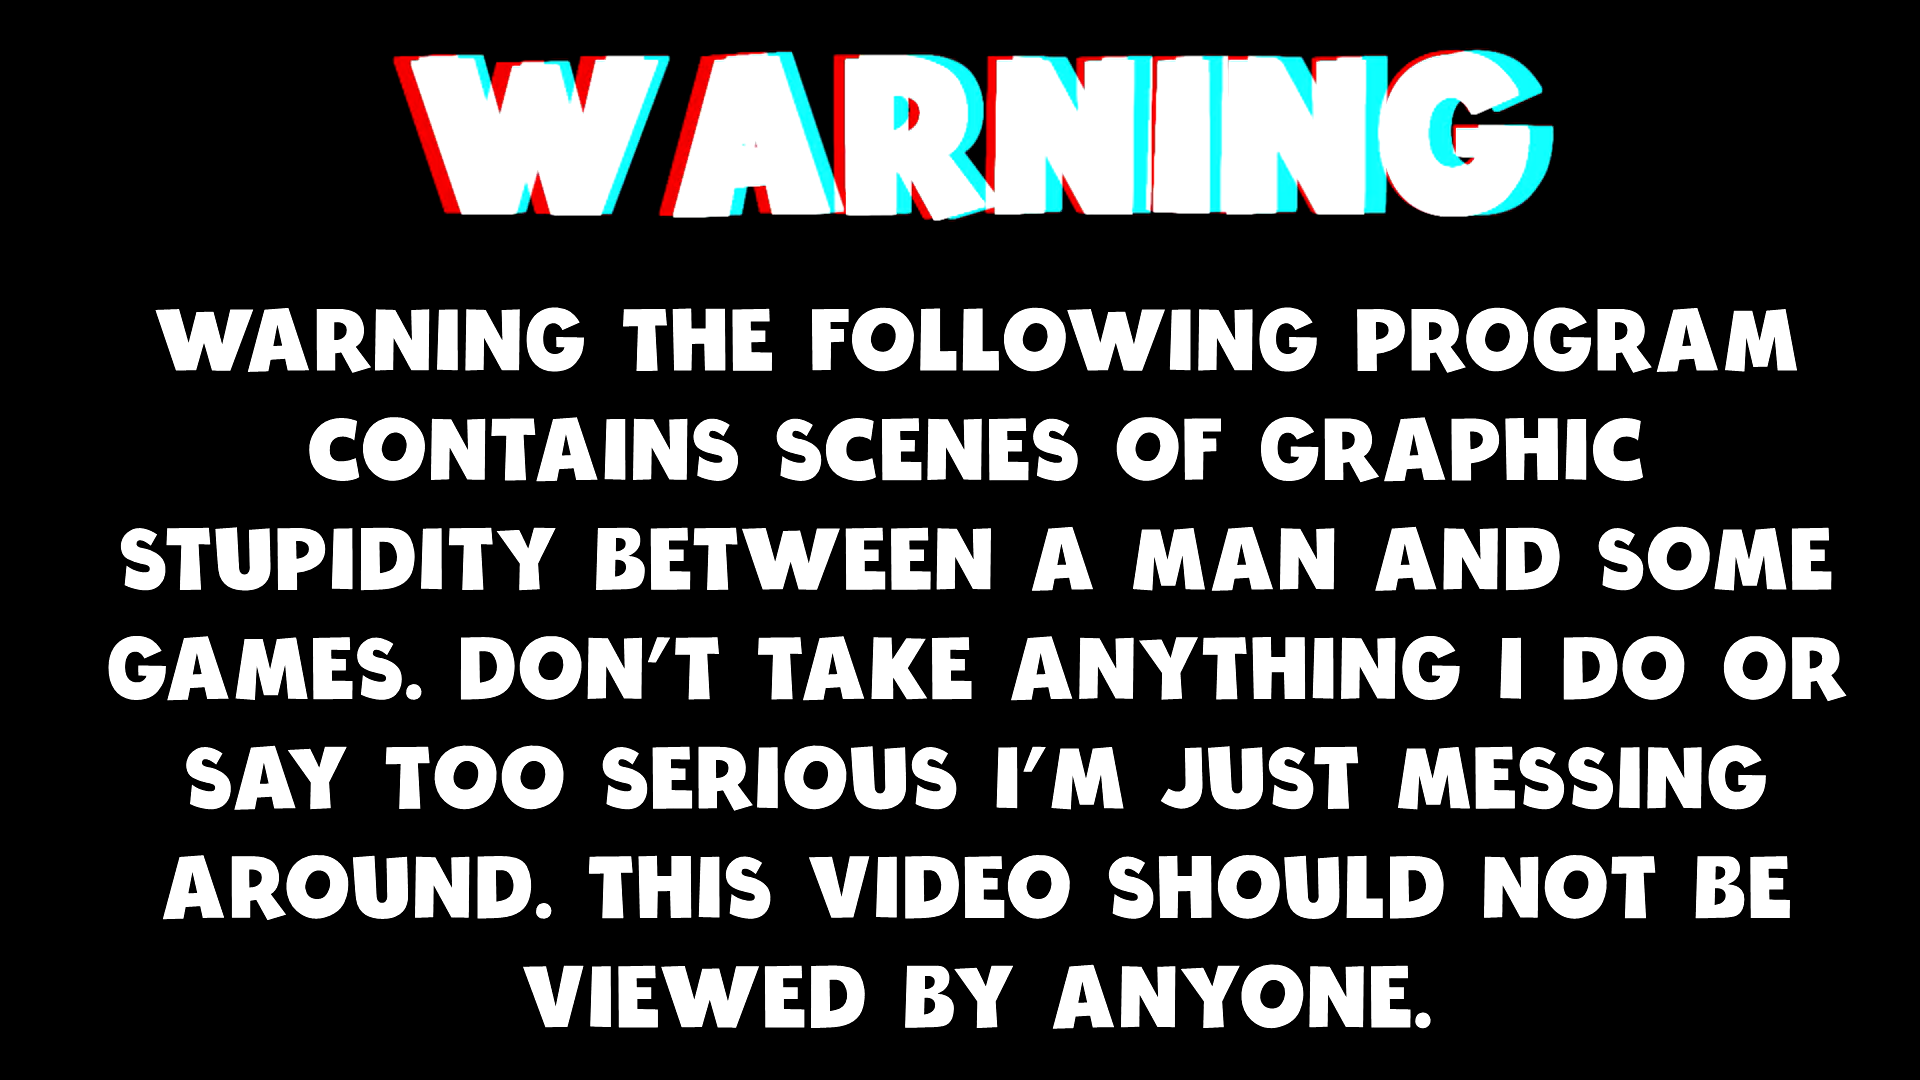 WARNING
WARNING THE FOLLOWING PROGRAM
CONTAINS SCENES OF GRAPHIC
STUPIDITY BETWEEN A MAN AND SOME
GAMES. DON'T TAKE ANYTHING I DO OR
SAY TOO SERIOUS I'M JUST MESSING
AROUND. THIS VIDEO SHOULD NOT BE
VIEWED BY ANYONE.